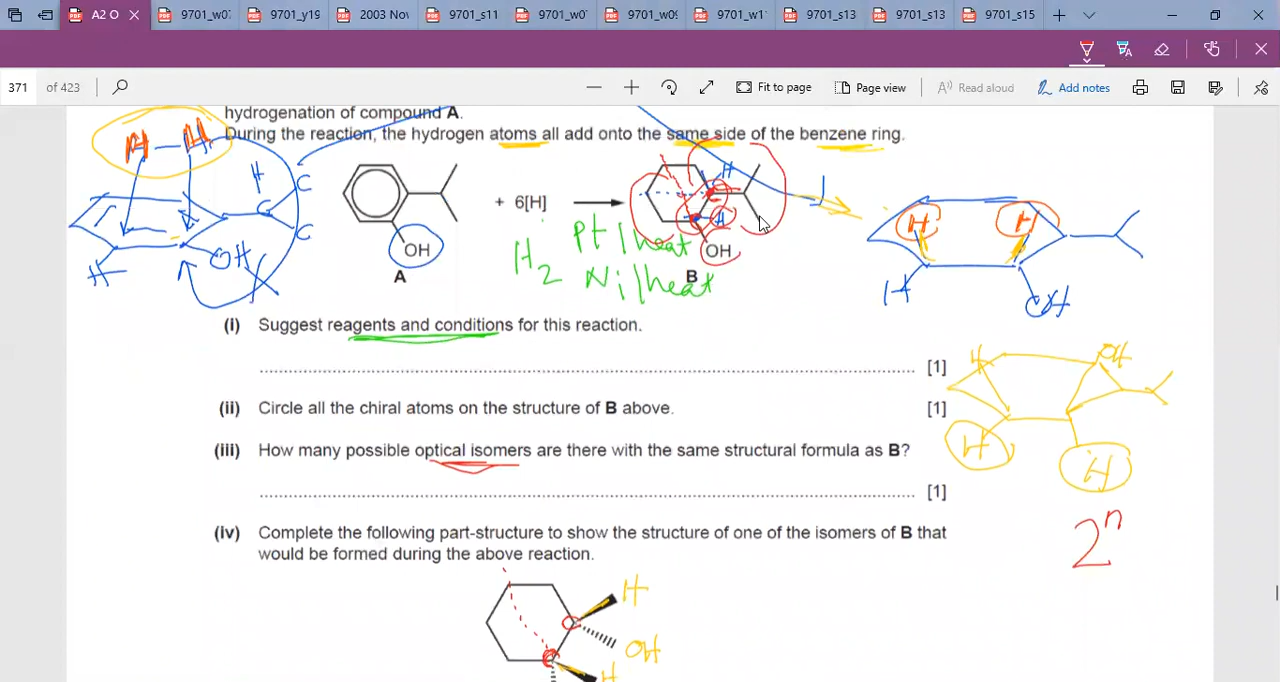 A2 O
9701_w0
9701_y19
2003 Nov
9701_s11
9701_w0
9701_w09
9701_w1
9701_s13
9701_s13
9701_s15
371 of 423
Fit to page
Page view
Read aloud
Add notes
hydrogenation of compound A.
During the reaction, the hydrogen atoms all add onto the same side of the benzene ring.
H — H
H
C
C
C
H
OH
OH
A
+ 6[H]
H2
Pt / heat
Ni / heat
H
H
OH
B
H
H
H
OH
(i) Suggest reagents and conditions for this reaction.
[1]
(ii) Circle all the chiral atoms on the structure of B above.
[1]
(iii) How many possible optical isomers are there with the same structural formula as B?
[1]
H
OH
H
H
2n
(iv) Complete the following part-structure to show the structure of one of the isomers of B that
would be formed during the above reaction.
H
OH
H